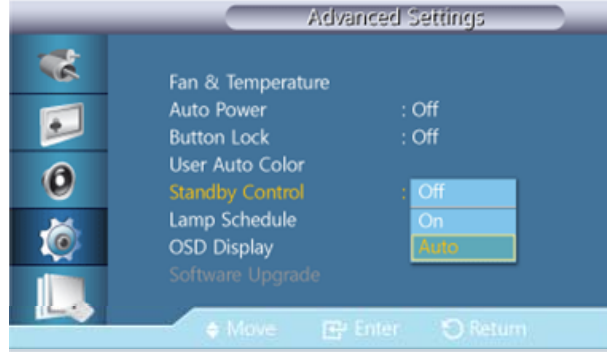 Advanced Settings
Fan & Temperature
Auto Power : Off
Button Lock : Off
User Auto Color
Standby Control : Off
Lamp Schedule On
OSD Display Auto
Software Upgrade
Move Enter Return